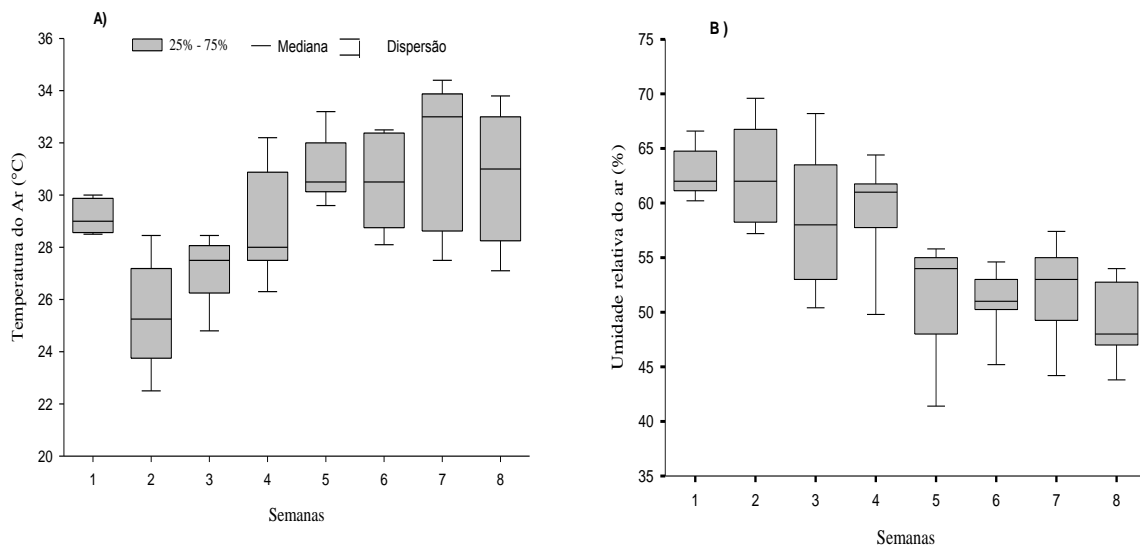 A)
36
34
32
30
28
26
24
22
20
25% - 75%
Mediana
Dispersão
Temperatura do Ar (°C)
1 2 3 4 5 6 7 8
Semanas
B )
75
70
65
60
55
50
45
40
35
Umidade relativa do ar (%)
1 2 3 4 5 6 7 8
Semanas